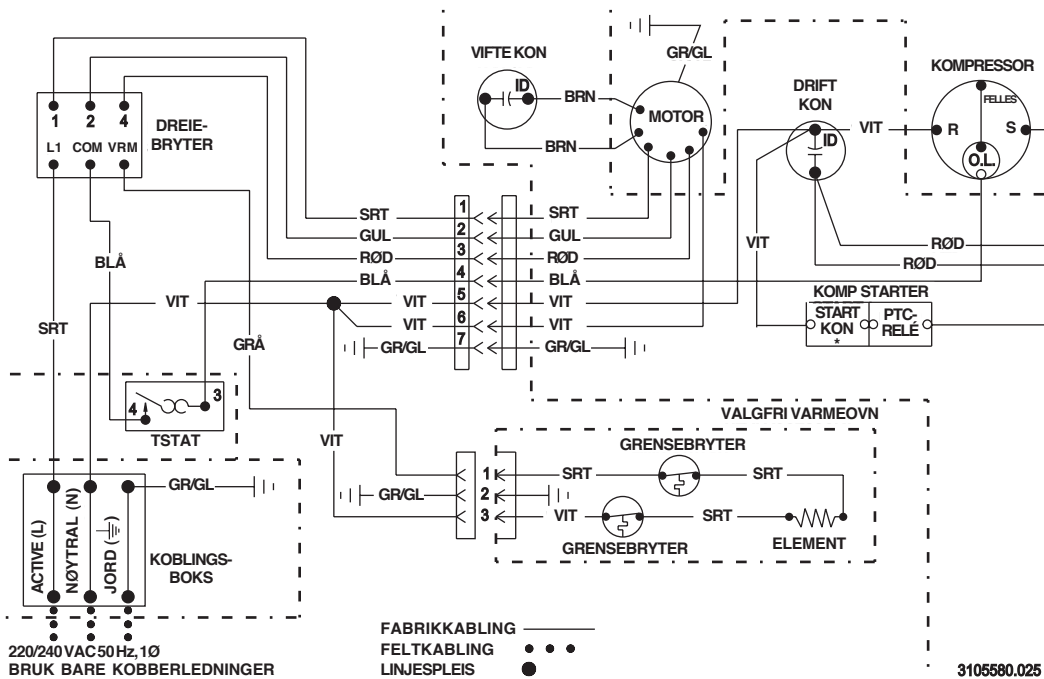 GR/GL
VIFTE KON
ID
BRN
BRN
MOTOR
DRIFT
KON
ID
VIT
KOMPRESSOR
FELLES
R
S
O.L.
1 2 4
L1 COM VRM
DREIE-
BRYTER
SRT
GUL
RØD
BLÅ
VIT
VIT
VIT
GR/GL
1
2
3
4
5
6
7
SRT
GUL
RØD
BLÅ
VIT
VIT
GR/GL
VIT
RØD
RØD
KOMP STARTER
START
KON
*
PTC-
RELÉ
BLÅ
SRT
GRÅ
4
3
TSTAT
VIT
VALGFRI VARMEOVN
GRENSEBRYTER
1
2
3
GR/GL
SRT
SRT
VIT
SRT
GRENSEBRYTER
ELEMENT
ACTIVE (L)
NØYTRAL (N)
JORD ( )
GR/GL
KOBLINGS-
BOKS
220/240 VAC 50 Hz, 1Ø
BRUK BARE KOBBERLEDNINGER
FABRIKKABLING
FELTKABLING
LINJESPLEIS
3105580.025